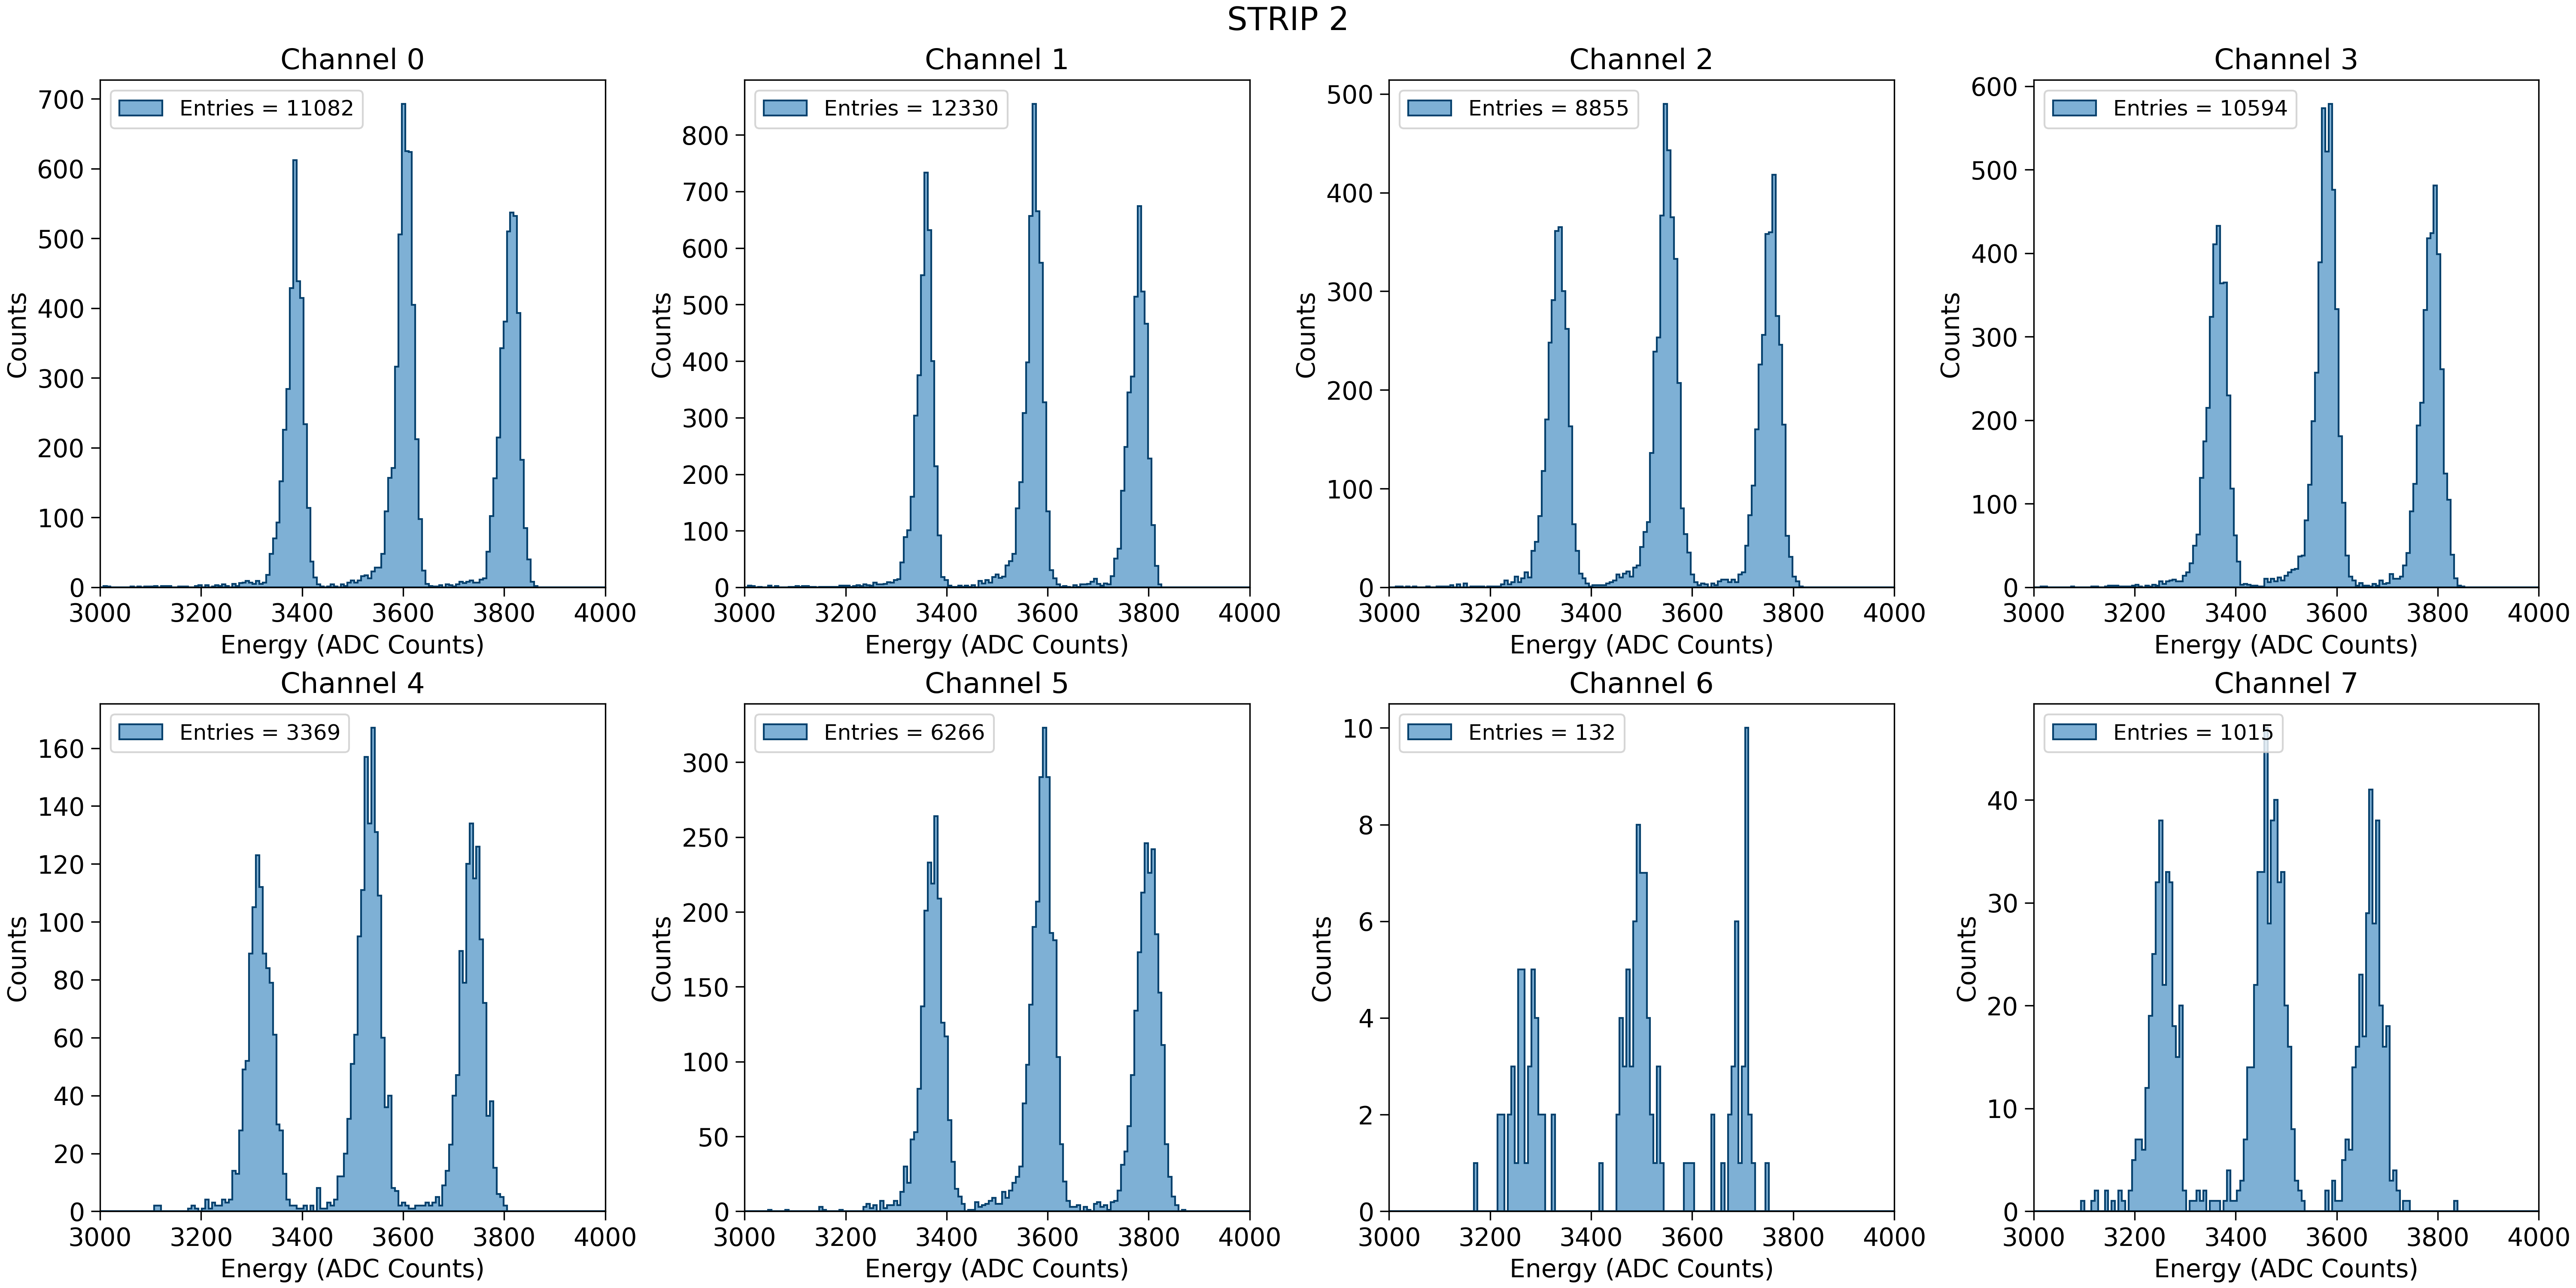 STRIP 2
Channel 0
Channel 1
Channel 2
Channel 3
Entries = 11082
Entries = 12330
Entries = 8855
Entries = 10594
Counts
700
600
500
400
300
200
100
0
Counts
800
700
600
500
400
300
200
100
0
Counts
500
400
300
200
100
0
Counts
600
500
400
300
200
100
0
3000 3200 3400 3600 3800 4000
3000 3200 3400 3600 3800 4000
3000 3200 3400 3600 3800 4000
3000 3200 3400 3600 3800 4000
Energy (ADC Counts)
Energy (ADC Counts)
Energy (ADC Counts)
Energy (ADC Counts)
Channel 4
Channel 5
Channel 6
Channel 7
Entries = 3369
Entries = 6266
Entries = 132
Entries = 1015
Counts
160
140
120
100
80
60
40
20
0
Counts
300
250
200
150
100
50
0
Counts
10
8
6
4
2
0
Counts
40
30
20
10
0
3000 3200 3400 3600 3800 4000
3000 3200 3400 3600 3800 4000
3000 3200 3400 3600 3800 4000
3000 3200 3400 3600 3800 4000
Energy (ADC Counts)
Energy (ADC Counts)
Energy (ADC Counts)
Energy (ADC Counts)